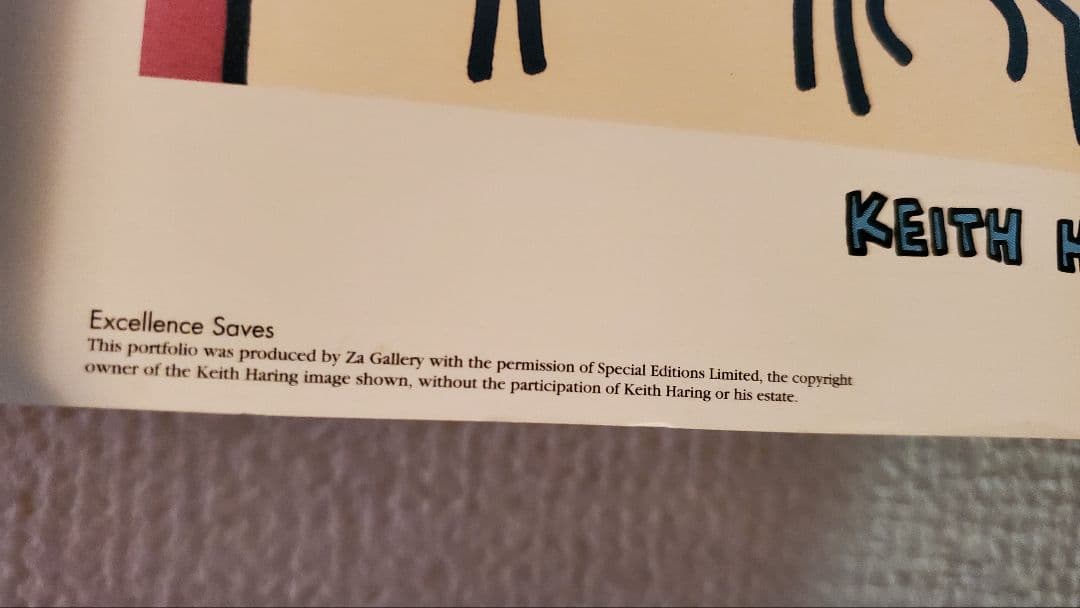 KEITH H
Excellence Saves
This portfolio was produced by Za Gallery with the permission of Special Editions Limited, the copyright
owner of the Keith Haring image shown, without the participation of Keith Haring or his estate.